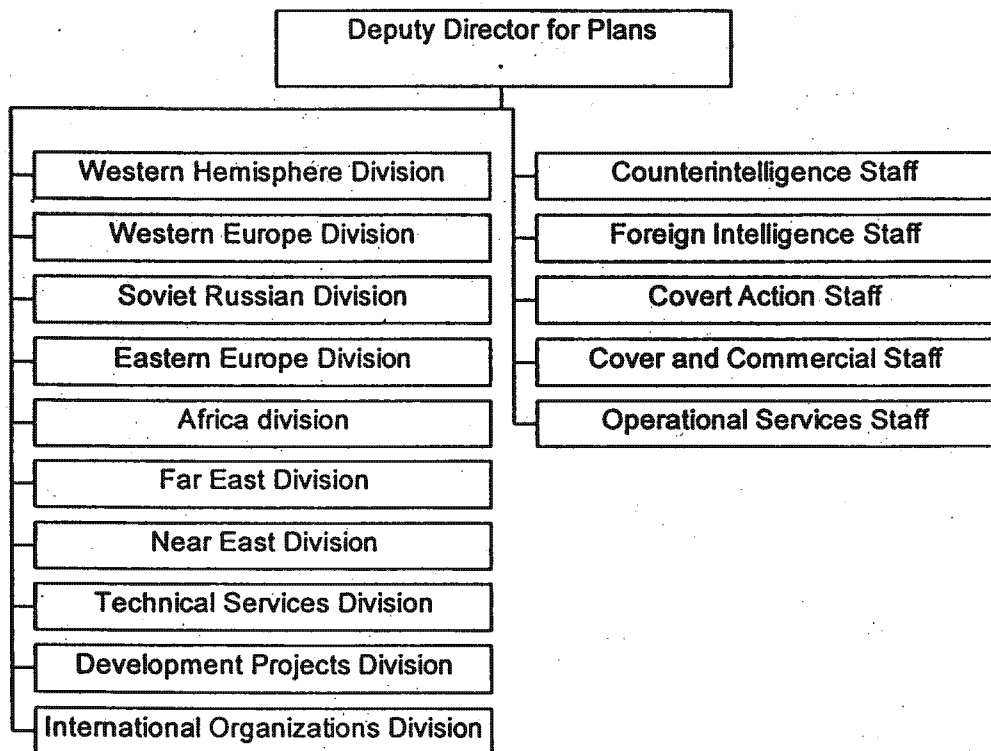 Deputy Director for Plans
Western Hemisphere Division
Western Europe Division
Soviet Russian Division
Eastern Europe Division
Africa division
Far East Division
Near East Division
Technical Services Division
Development Projects Division
International Organizations Division
Counterintelligence Staff
Foreign Intelligence Staff
Covert Action Staff
Cover and Commercial Staff
Operational Services Staff